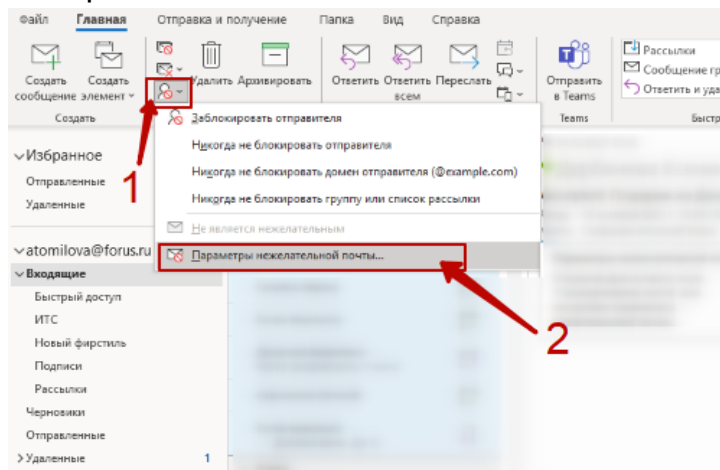 Файл Главная Отправка и получение Папка Вид Справка
Создать сообщение
Создать элемент
Удалить
Архивировать
Ответить
Ответить всем
Переслать
Отправить в Teams
Рассылки
Сообщение гр
Ответить и уда
Создать
Teams
Быстр
1
Заблокировать отправителя
Никогда не блокировать отправителя
Никогда не блокировать домен отправителя (@example.com)
Никогда не блокировать группу или список рассылки
Не является нежелательным
Параметры нежелательной почты...
2
Избранное
Отправленные
Удаленные
atomilova@forus.ru
Входящие
Быстрый доступ
ИТС
Новый фирстиль
Подписи
Рассылки
Черновики
Отправленные
Удаленные 1